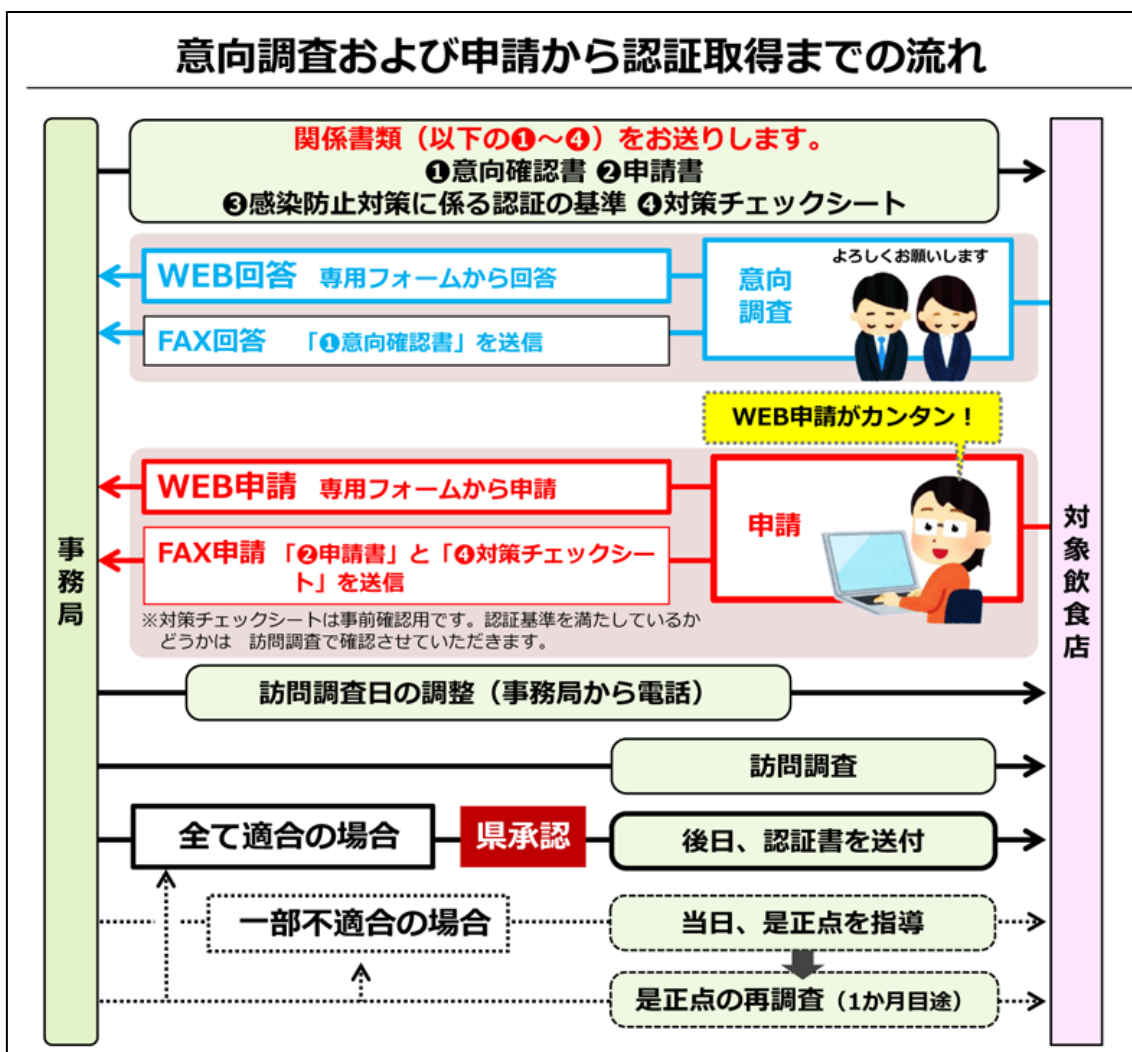 意向調査および申請から認証取得までの流れ
関係書類（以下の❶～❹）をお送りします。
❶意向確認書 ❷申請書
❸感染防止対策に係る認証の基準 ❹対策チェックシート
WEB回答 専用フォームから回答
FAX回答 「❶意向確認書」を送信
意向
調査
よろしくお願いします
WEB申請がカンタン！
WEB申請 専用フォームから申請
FAX申請 「❷申請書」と「❹対策チェックシー
ト」を送信
申請
※対策チェックシートは事前確認用です。認証基準を満たしているか
どうかは 訪問調査で確認させていただきます。
事務局
対象飲食店
訪問調査日の調整（事務局から電話）
訪問調査
全て適合の場合
県承認
後日、認証書を送付
一部不適合の場合
当日、是正点を指導
是正点の再調査（1か月目途）